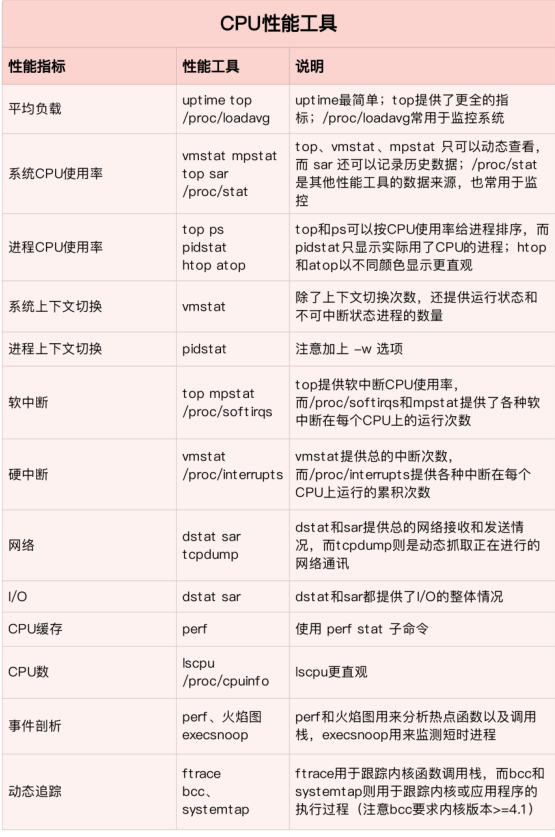 CPU性能工具
性能指标 性能工具 说明
平均负载
uptime top
/proc/loadavg
uptime最简单；top提供了更全的指
标；/proc/loadavg常用于监控系统
系统CPU使用率
vmstat mpstat
top sar
/proc/stat
top、vmstat、mpstat 只可以动态查看，
而 sar 还可以记录历史数据；/proc/stat
是其他性能工具的数据来源，也常用于监
控
进程CPU使用率
top ps
pidstat
htop atop
top和ps可以按CPU使用率给进程排序，而
pidstat只显示实际用了CPU的进程；htop
和atop以不同颜色显示更直观
系统上下文切换
vmstat
除了上下文切换次数，还提供运行状态和
不可中断状态进程的数量
进程上下文切换
pidstat
注意加上 -w 选项
软中断
top mpstat
/proc/softirqs
top提供软中断CPU使用率，
而/proc/softirqs和mpstat提供了各种软
中断在每个CPU上的运行次数
硬中断
vmstat
/proc/interrupts
vmstat提供总的中断次数，
而/proc/interrupts提供各种中断在每个
CPU上运行的累积次数
网络
dstat sar
tcpdump
dstat和sar提供总的网络接收和发送情
况，而tcpdump则是动态抓取正在进行的
网络通讯
I/O
dstat sar
dstat和sar都提供了I/O的整体情况
CPU缓存
perf
使用 perf stat 子命令
CPU数
lscpu
/proc/cpuinfo
lscpu更直观
事件剖析
perf、火焰图
execsnoop
perf和火焰图用来分析热点函数以及调用
栈，execsnoop用来监测短时进程
动态追踪
ftrace
bcc、
systemtap
ftrace用于跟踪内核函数调用栈，而bcc和
systemtap则用于跟踪内核或应用程序的
执行过程（注意bcc要求内核版本>=4.1）